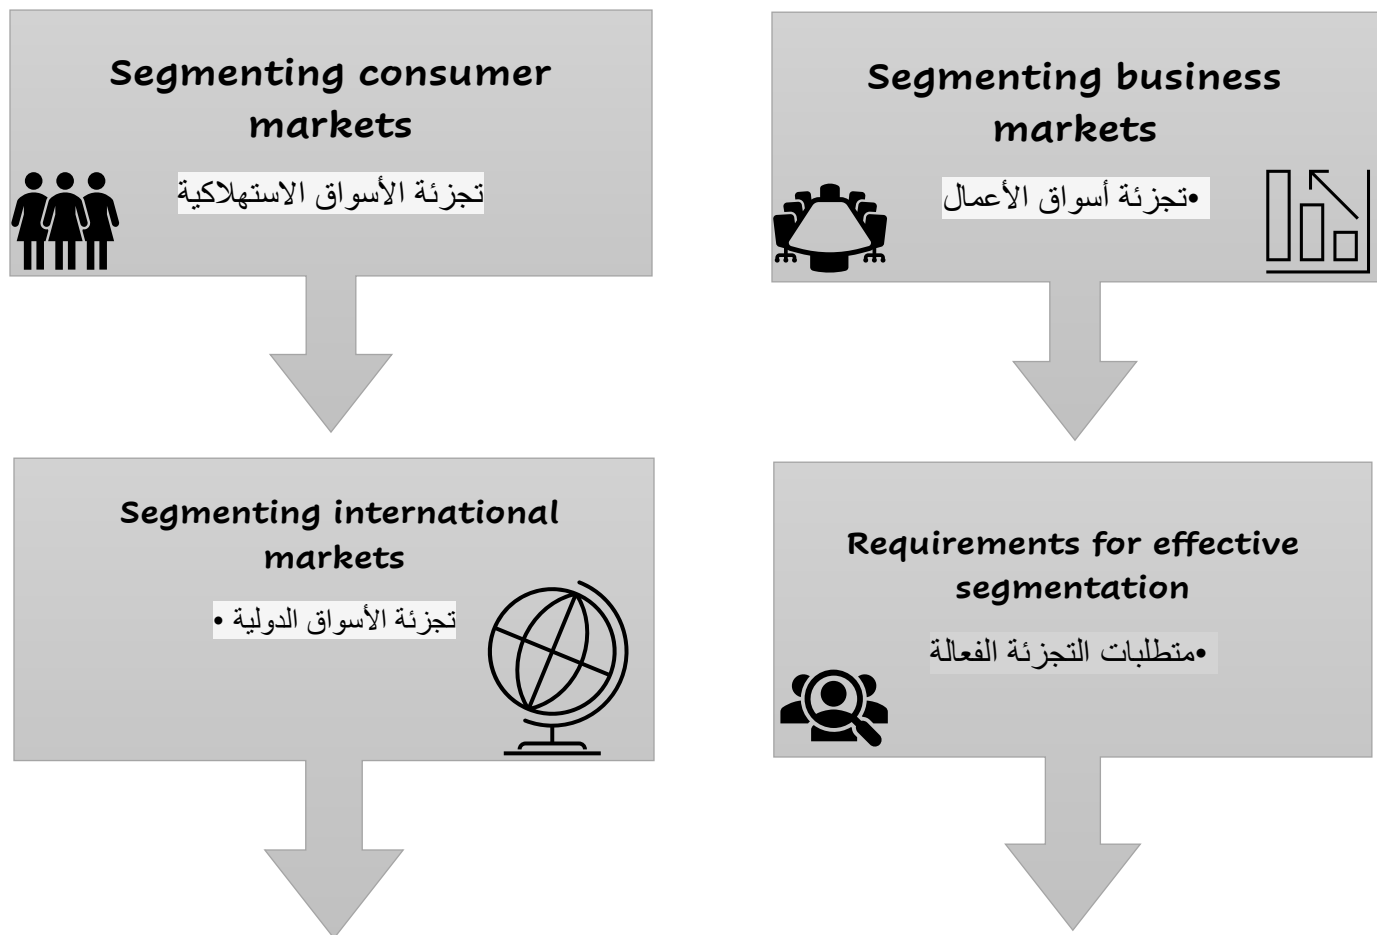 Segmenting consumer
markets
تجزئة الأسواق الاستهلاكية
Segmenting business
markets
•تجزئة أسواق الأعمال
Segmenting international
markets
تجزئة الأسواق الدولية •
Requirements for effective
segmentation
•متطلبات التجزئة الفعالة